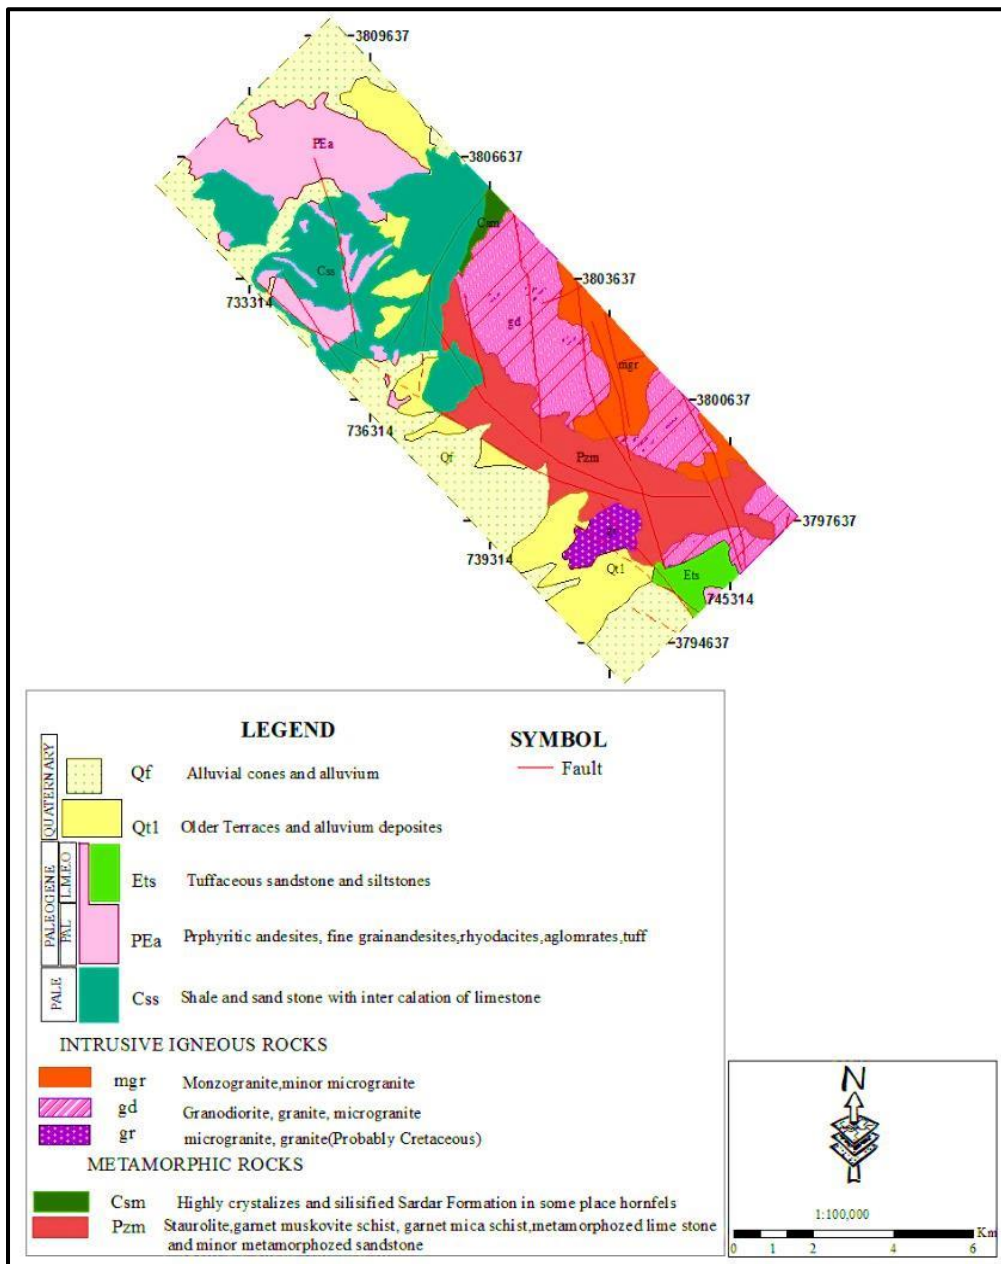 3809637
PEa
3806637
Csm
Css
3803637
733314
gd
mgr
3800637
736314
Qf
Pzm
3797637
739314
Qt1
Ets
745314
3794637
LEGEND
SYMBOL
Fault
QUATERNARY
Qf Alluvial cones and alluvium
Qt1 Older Terraces and alluvium deposites
PALEOGENE
L.M.E.O
Ets Tuffaceous sandstone and siltstones
PAL
PEa Prphyritic andesites, fine grainandesites,rhyodacites,aglomrates,tuff
PALE
Css Shale and sand stone with inter calation of limestone
INTRUSIVE IGNEOUS ROCKS
mgr Monzogranite,minor microgranite
gd Granodiorite, granite, microgranite
gr microgranite, granite(Probably Cretaceous)
METAMORPHIC ROCKS
Csm Highly crystalizes and silisified Sardar Formation in some place hornfels
Pzm Staurolite,garnet muskovite schist, garnet mica schist,metamorphozed lime stone
and minor metamorphozed sandstone
N
1:100,000
Km
0 1 2 4 6